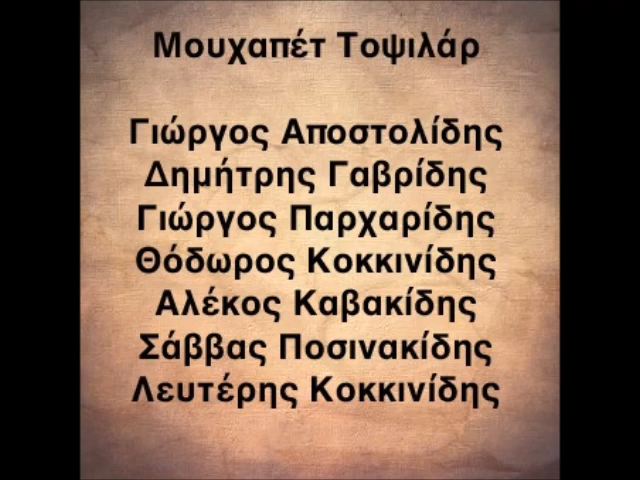 Μουχαπέτ Τοψιλάρ
Γιώργος Αποστολίδης
Δημήτρης Γαβρίδης
Γιώργος Παρχαρίδης
Θόδωρος Κοκκινίδης
Αλέκος Καβακίδης
Σάββας Ποσινακίδης
Λευτέρης Κοκκινίδης